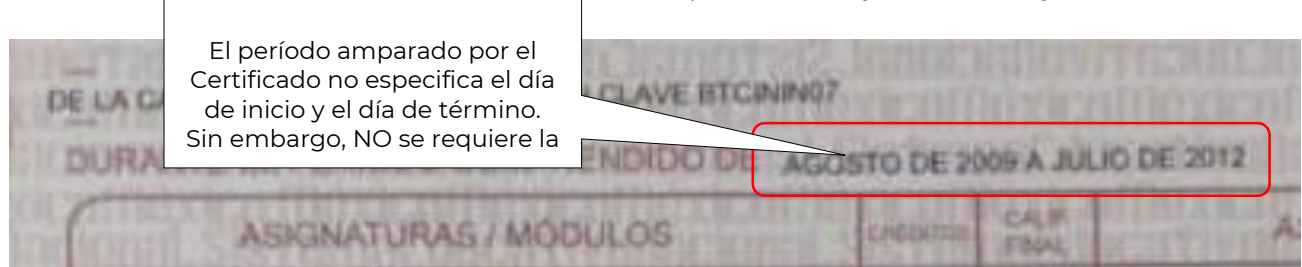 El período amparado por el
Certificado no especifica el día
de inicio y el día de término.
Sin embargo, NO se requiere la
DE LA CLAVE BTCININ07
DURA ENDIDO DE AGOSTO DE 2009 A JULIO DE 2012
ASIGNATURAS / MÓDULOS CRÉDITOS CALIF. FINAL